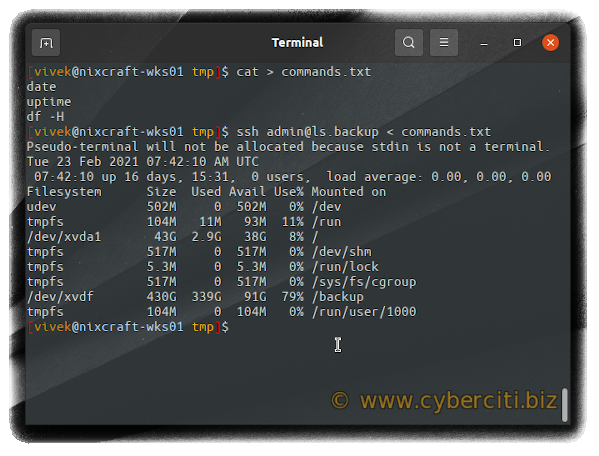 Terminal
[vivek@nixcraft-wks01 tmp]$ cat > commands.txt
date
uptime
df -H
[vivek@nixcraft-wks01 tmp]$ ssh admin@ls.backup < commands.txt
Pseudo-terminal will not be allocated because stdin is not a terminal.
Tue 23 Feb 2021 07:42:10 AM UTC
 07:42:10 up 16 days, 15:31,  0 users,  load average: 0.00, 0.00, 0.00
Filesystem      Size  Used Avail Use% Mounted on
udev            502M     0  502M   0% /dev
tmpfs           104M   11M   93M  11% /run
/dev/xvda1       43G  2.9G   38G   8% /
tmpfs           517M     0  517M   0% /dev/shm
tmpfs           5.3M     0  5.3M   0% /run/lock
tmpfs           517M     0  517M   0% /sys/fs/cgroup
/dev/xvdf       430G  339G   91G  79% /backup
tmpfs           104M     0  104M   0% /run/user/1000
[vivek@nixcraft-wks01 tmp]$
© www.cyberciti.biz